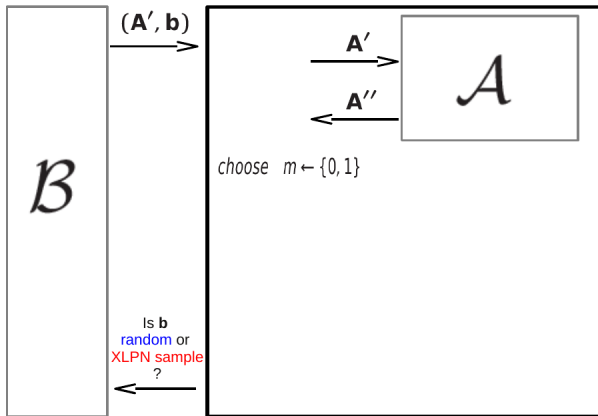 (A′, b)
A′
A
A′′
choose m ← {0, 1}
B
Is b
random or
XLPN sample
?